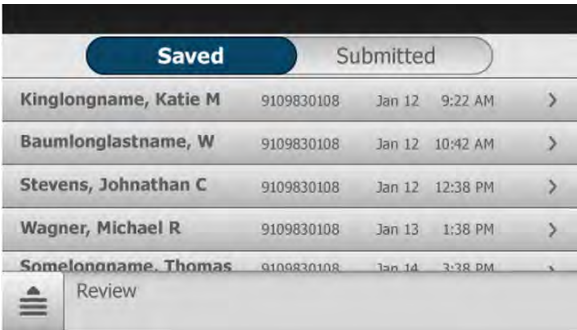 Saved Submitted
Kinglongname, Katie M 9109830108 Jan 12 9:22 AM >
Baumlonglastname, W 9109830108 Jan 12 10:42 AM >
Stevens, Johnathan C 9109830108 Jan 12 12:38 PM >
Wagner, Michael R 9109830108 Jan 13 1:38 PM >
Somelongname, Thomas 9109830108 Jan 14 3:38 PM >
Review